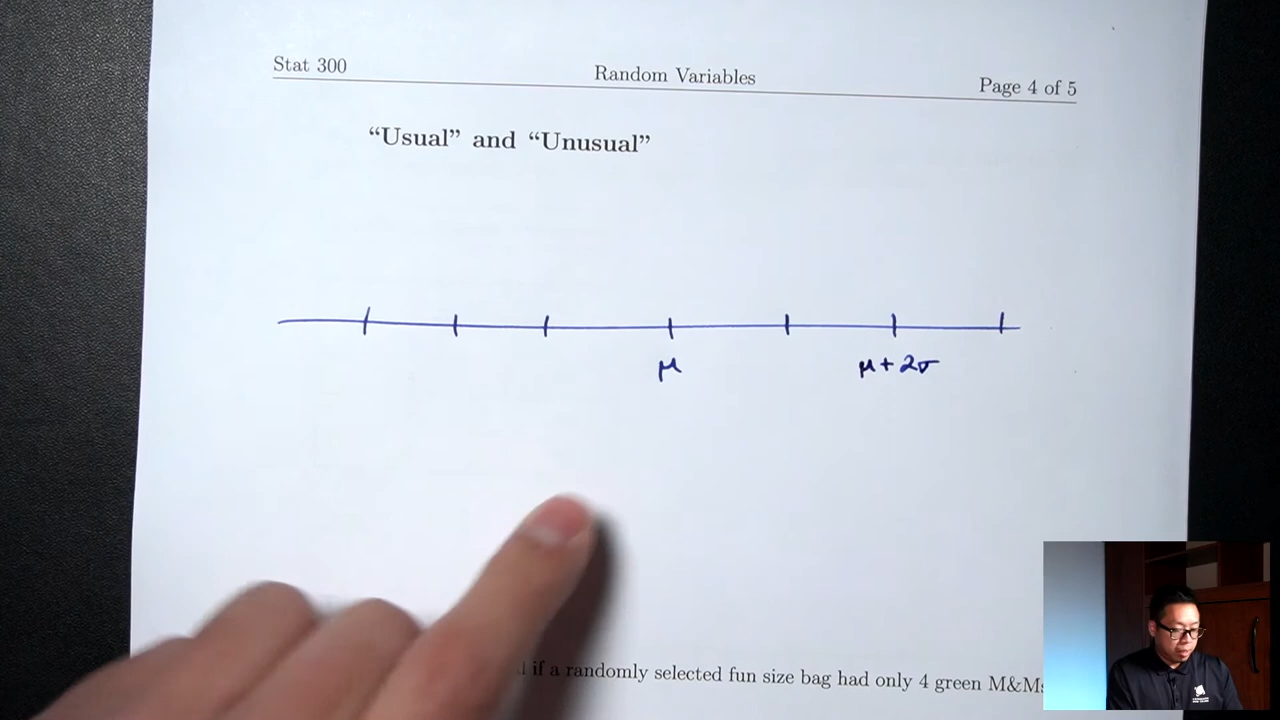 Stat 300
Random Variables
Page 4 of 5
“Usual” and “Unusual”
μ
μ + 2σ
if a randomly selected fun size bag had only 4 green M&Ms